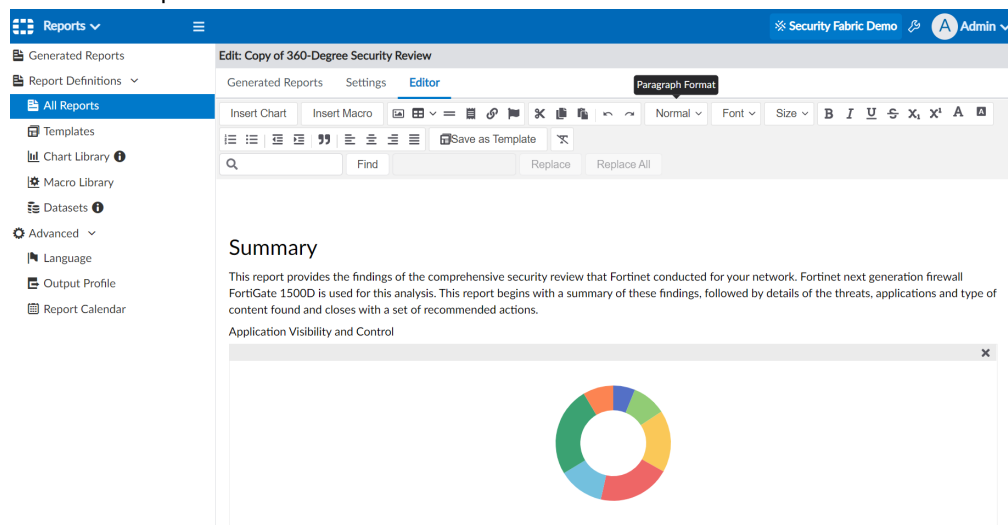 Reports
Security Fabric Demo
A Admin
Generated Reports
Report Definitions
All Reports
Templates
Chart Library
Macro Library
Datasets
Advanced
Language
Output Profile
Report Calendar
Edit: Copy of 360-Degree Security Review
Generated Reports Settings Editor
Paragraph Format
Insert Chart Insert Macro Normal Font Size B I U S X₁ X¹ A A
Save as Template
Find Replace Replace All
Summary
This report provides the findings of the comprehensive security review that Fortinet conducted for your network. Fortinet next generation firewall
FortiGate 1500D is used for this analysis. This report begins with a summary of these findings, followed by details of the threats, applications and type of
content found and closes with a set of recommended actions.
Application Visibility and Control